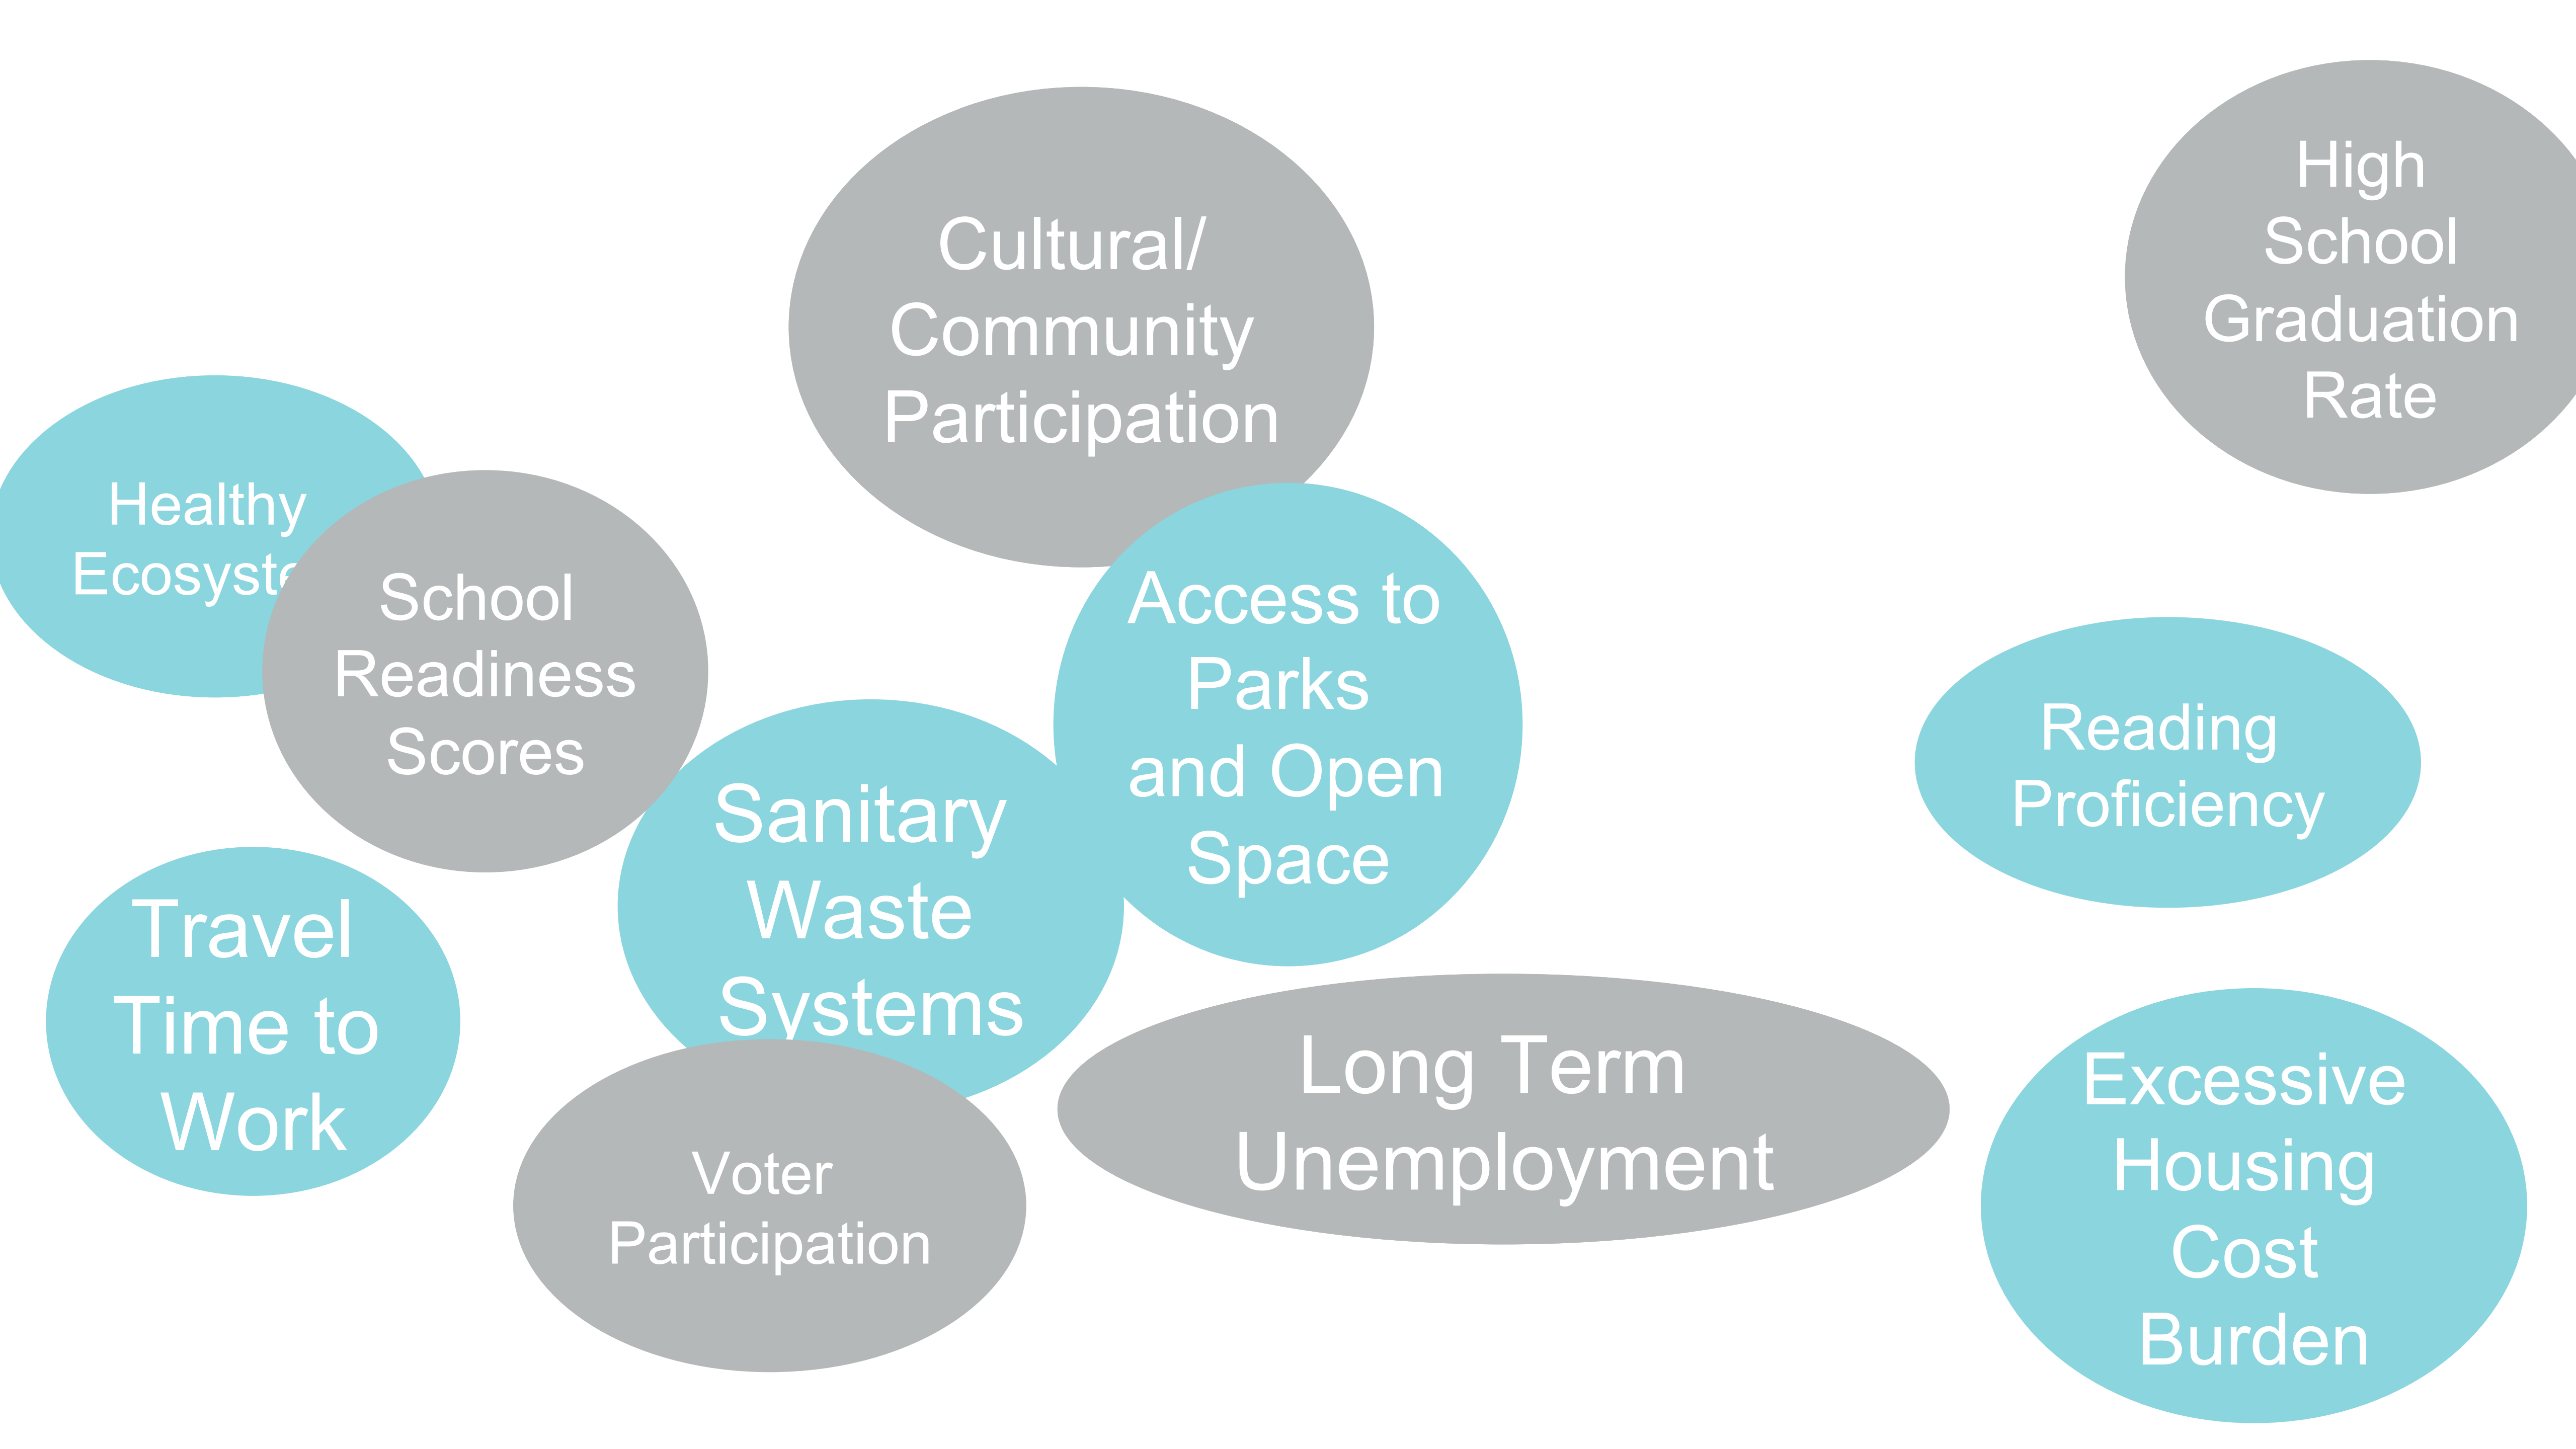 Cultural/
Community
Participation
High
School
Graduation
Rate
Healthy
School
Readiness
Scores
Access to
Parks
and Open
Space
Reading
Proficiency
Sanitary
Waste
Systems
Travel
Time to
Work
Voter
Participation
Long Term
Unemployment
Excessive
Housing
Cost
Burden